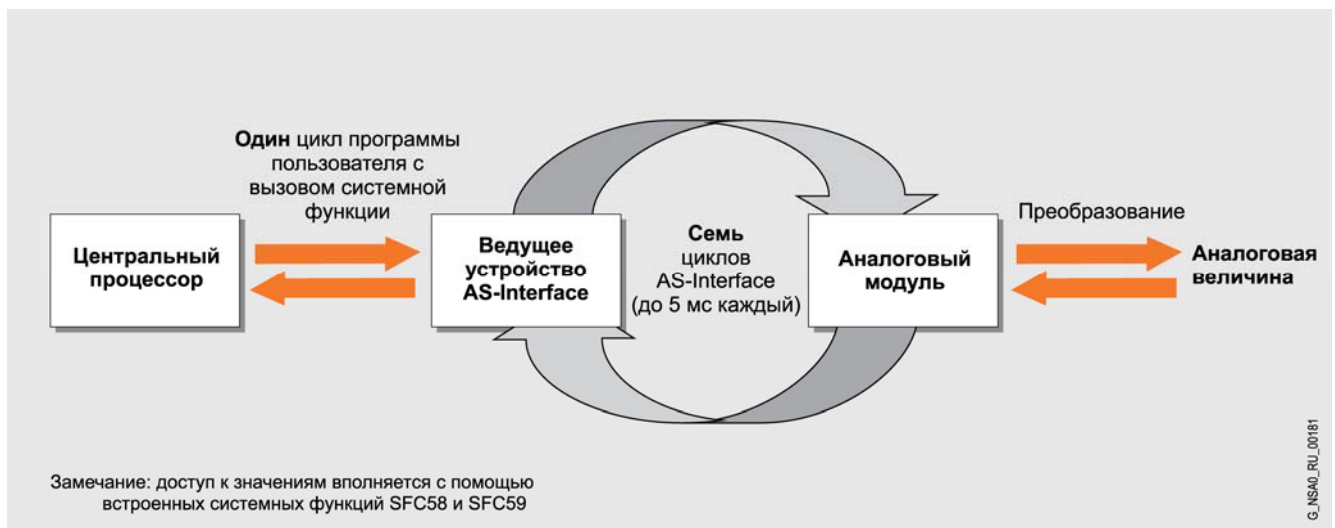 Один цикл программы
пользователя с
вызовом системной
функции
Центральный
процессор
Ведущее
устройство
AS-Interface
Семь
циклов
AS-Interface
(до 5 мс каждый)
Аналоговый
модуль
Преобразование
Аналоговая
величина
Замечание: доступ к значениям вполняется с помощью
встроенных системных функций SFC58 и SFC59
G_NSA0_RU_00181